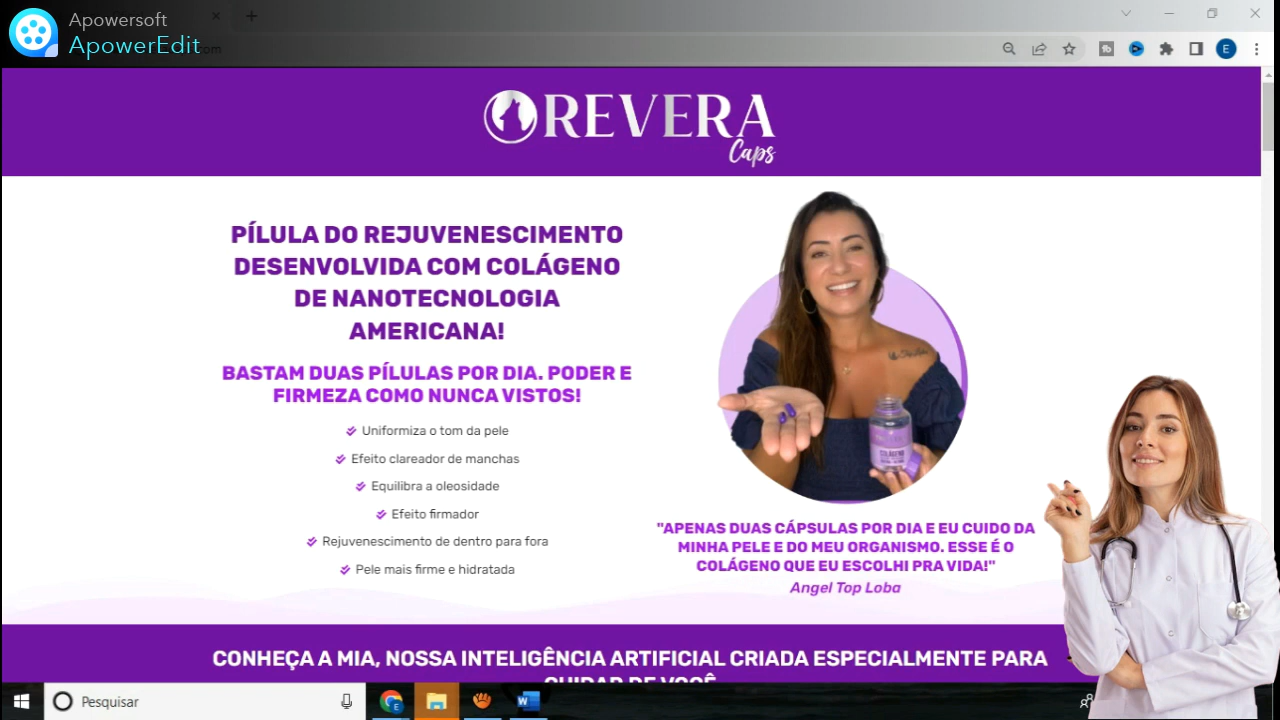 Apowersoft
ApowerEdit
REVERA
Caps
PÍLULA DO REJUVENESCIMENTO
DESENVOLVIDA COM COLÁGENO
DE NANOTECNOLOGIA
AMERICANA!
BASTAM DUAS PÍLULAS POR DIA. PODER E
FIRMEZA COMO NUNCA VISTOS!
Uniformiza o tom da pele
Efeito clareador de manchas
Equilibra a oleosidade
Efeito firmador
Rejuvenescimento de dentro para fora
Pele mais firme e hidratada
COLÁGENO
"APENAS DUAS CÁPSULAS POR DIA E EU CUIDO DA
MINHA PELE E DO MEU ORGANISMO. ESSE É O
COLÁGENO QUE EU ESCOLHI PRA VIDA!"
Angel Top Loba
CONHEÇA A MIA, NOSSA INTELIGÊNCIA ARTIFICIAL CRIADA ESPECIALMENTE PARA
CUIDAR DE VOCÊ
Pesquisar